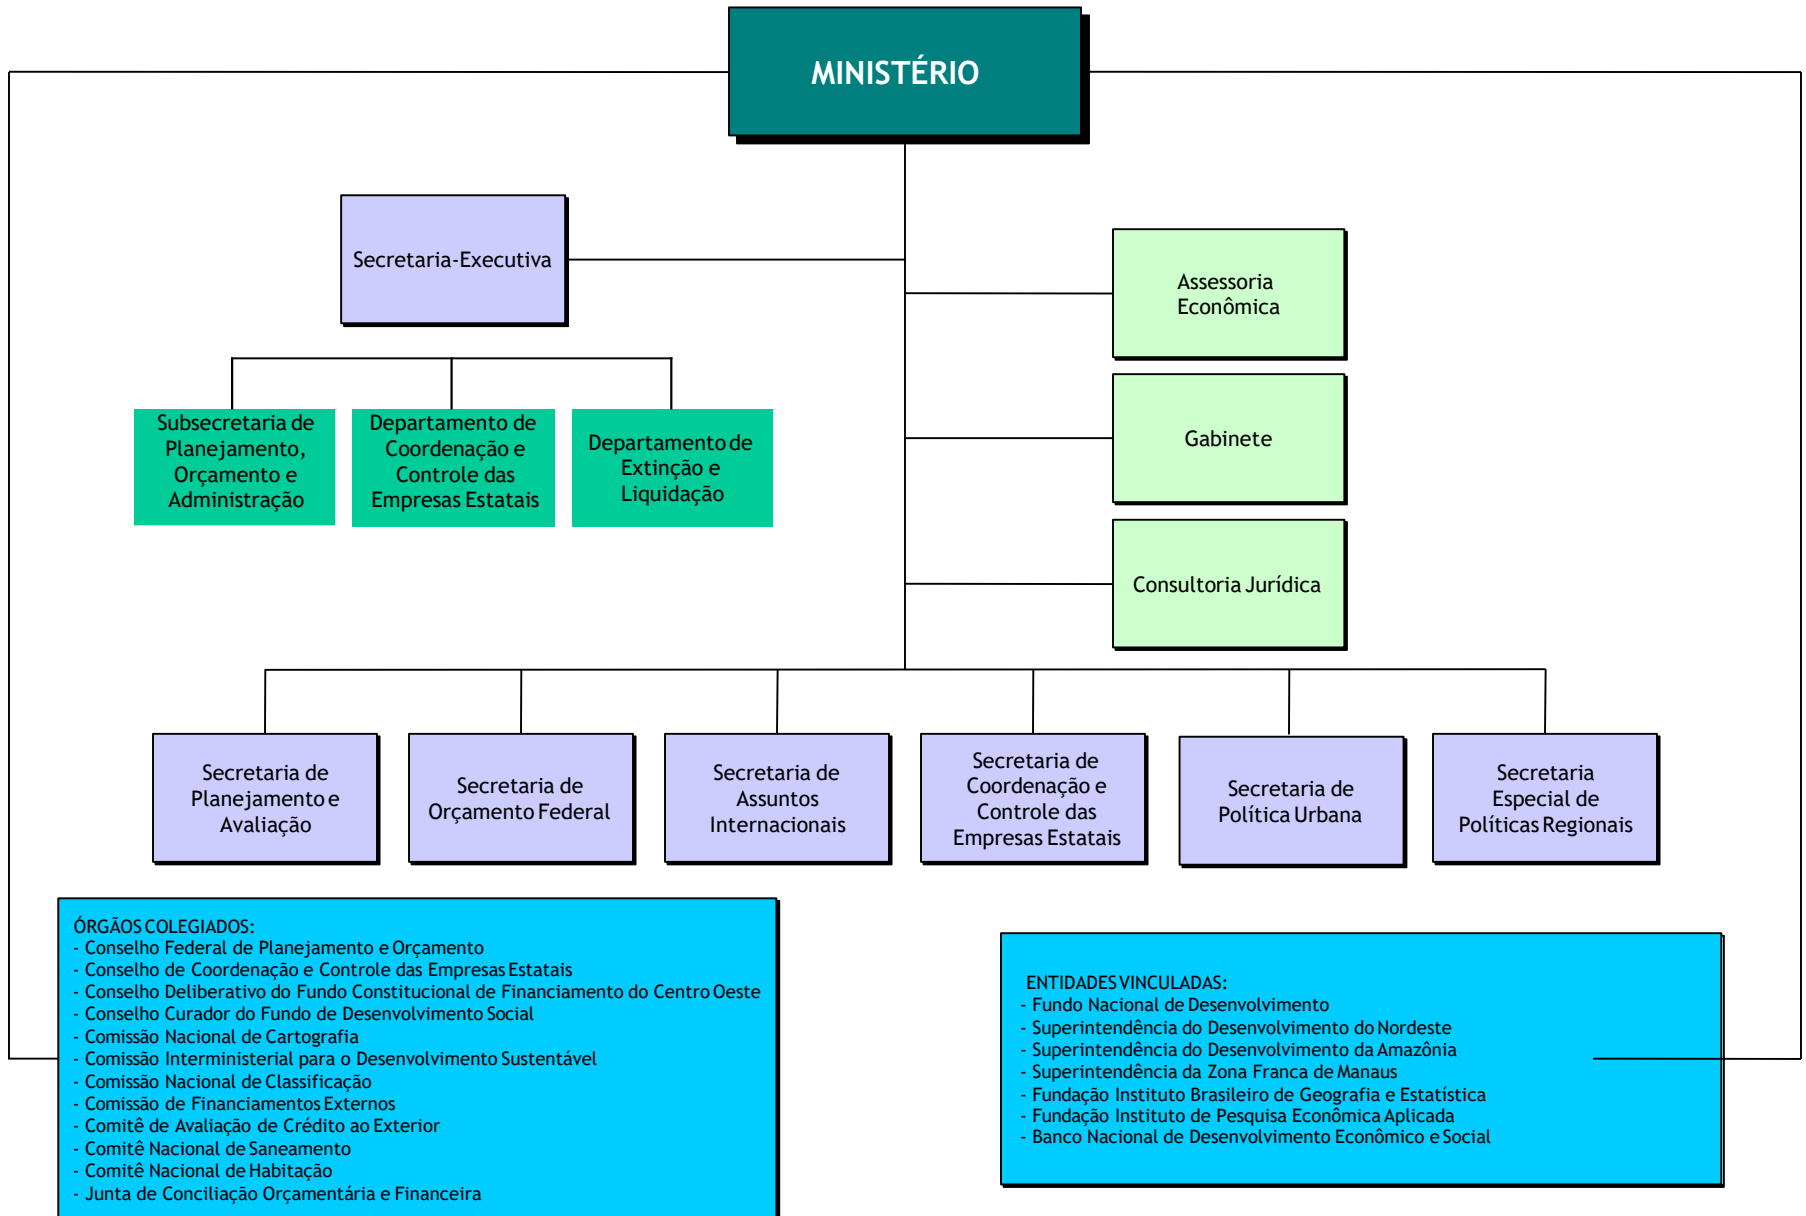 MINISTÉRIO
Secretaria-Executiva
Assessoria
Econômica
Subsecretaria de
Planejamento,
Orçamento e
Administração
Departamento de
Coordenação e
Controle das
Empresas Estatais
Departamento de
Extinção e
Liquidação
Gabinete
Consultoria Jurídica
Secretaria de
Planejamento e
Avaliação
Secretaria de
Orçamento Federal
Secretaria de
Assuntos
Internacionais
Secretaria de
Coordenação e
Controle das
Empresas Estatais
Secretaria de
Política Urbana
Secretaria
Especial de
Políticas Regionais
ÓRGÃOS COLEGIADOS:
- Conselho Federal de Planejamento e Orçamento
- Conselho de Coordenação e Controle das Empresas Estatais
- Conselho Deliberativo do Fundo Constitucional de Financiamento do Centro Oeste
- Conselho Curador do Fundo de Desenvolvimento Social
- Comissão Nacional de Cartografia
- Comissão Interministerial para o Desenvolvimento Sustentável
- Comissão Nacional de Classificação
- Comissão de Financiamentos Externos
- Comitê de Avaliação de Crédito ao Exterior
- Comitê Nacional de Saneamento
- Comitê Nacional de Habitação
- Junta de Conciliação Orçamentária e Financeira
ENTIDADES VINCULADAS:
- Fundo Nacional de Desenvolvimento
- Superintendência do Desenvolvimento do Nordeste
- Superintendência do Desenvolvimento da Amazônia
- Superintendência da Zona Franca de Manaus
- Fundação Instituto Brasileiro de Geografia e Estatística
- Fundação Instituto de Pesquisa Econômica Aplicada
- Banco Nacional de Desenvolvimento Econômico e Social